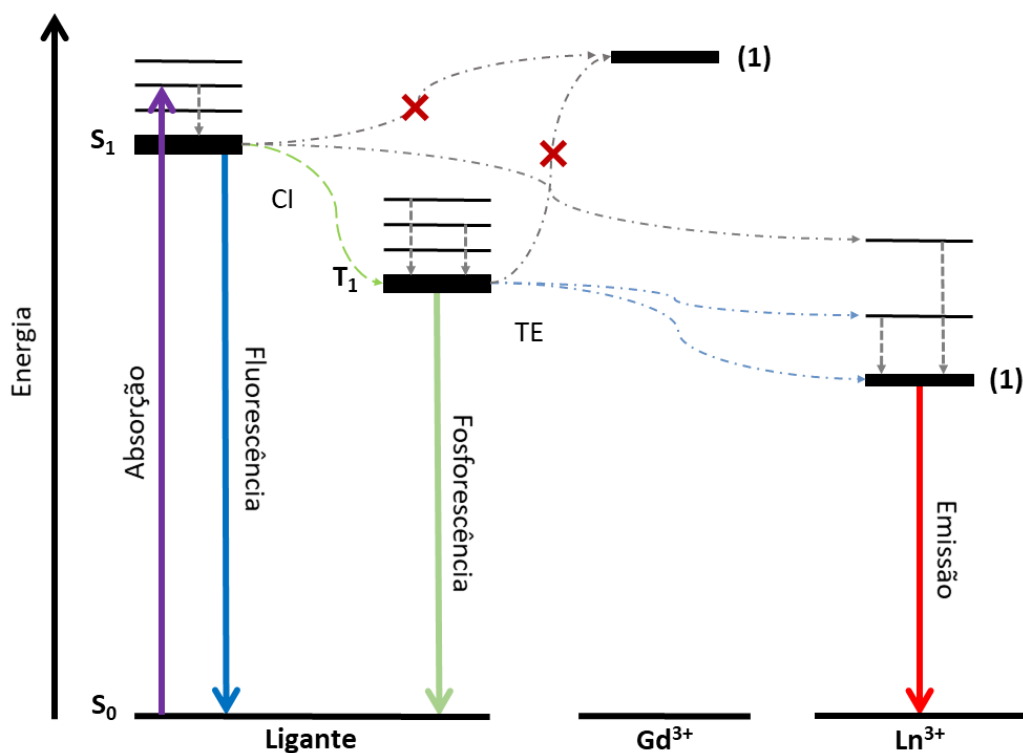 (1)
S1
CI
T1
TE
(1)
Energia
Absorção
Fluorescência
Fosforescência
Emissão
S0
Ligante
Gd3+
Ln3+